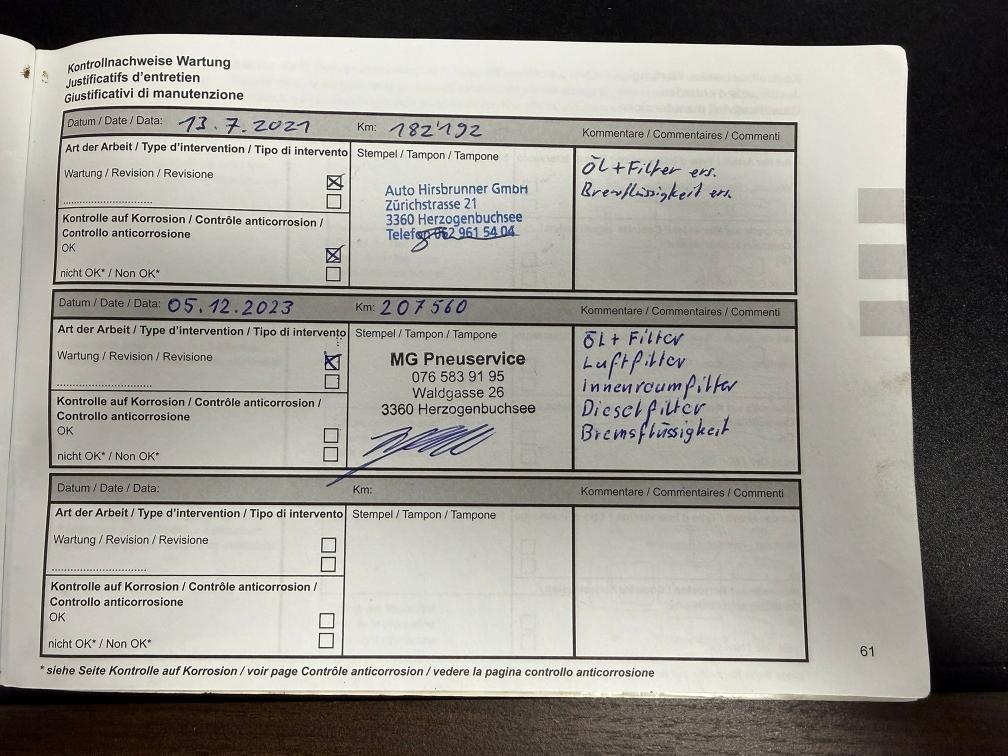 Kontrollnachweise Wartung
Justificatifs d'entretien
Giustificativi di manutenzione
Datum / Date / Data: 13.7.2021 Km: 182'192 Kommentare / Commentaires / Commenti
Art der Arbeit / Type d'intervention / Tipo di intervento
Stempel / Tampon / Tampone
Öl + Filter ers.
Wartung / Revision / Revisione
Bremsflüssigkeit ers.
Auto Hirsbrunner GmbH
Zürichstrasse 21
3360 Herzogenbuchsee
Telefon 062 961 54 04
Kontrolle auf Korrosion / Contrôle anticorrosion /
Controllo anticorrosione
OK
nicht OK* / Non OK*
Datum / Date / Data: 05.12.2023 Km: 207560 Kommentare / Commentaires / Commenti
Art der Arbeit / Type d'intervention / Tipo di intervento
Stempel / Tampon / Tampone
Wartung / Revision / Revisione
MG Pneuservice
076 583 91 95
Waldgasse 26
3360 Herzogenbuchsee
Öl + Filter
Luftfilter
Innenraumfilter
Dieselfilter
Bremsflüssigkeit
Kontrolle auf Korrosion / Contrôle anticorrosion /
Controllo anticorrosione
OK
nicht OK* / Non OK*
Datum / Date / Data: Km: Kommentare / Commentaires / Commenti
Art der Arbeit / Type d'intervention / Tipo di intervento
Stempel / Tampon / Tampone
Wartung / Revision / Revisione
Kontrolle auf Korrosion / Contrôle anticorrosion /
Controllo anticorrosione
OK
nicht OK* / Non OK*
* siehe Seite Kontrolle auf Korrosion / voir page Contrôle anticorrosion / vedere la pagina controllo anticorrosione
61